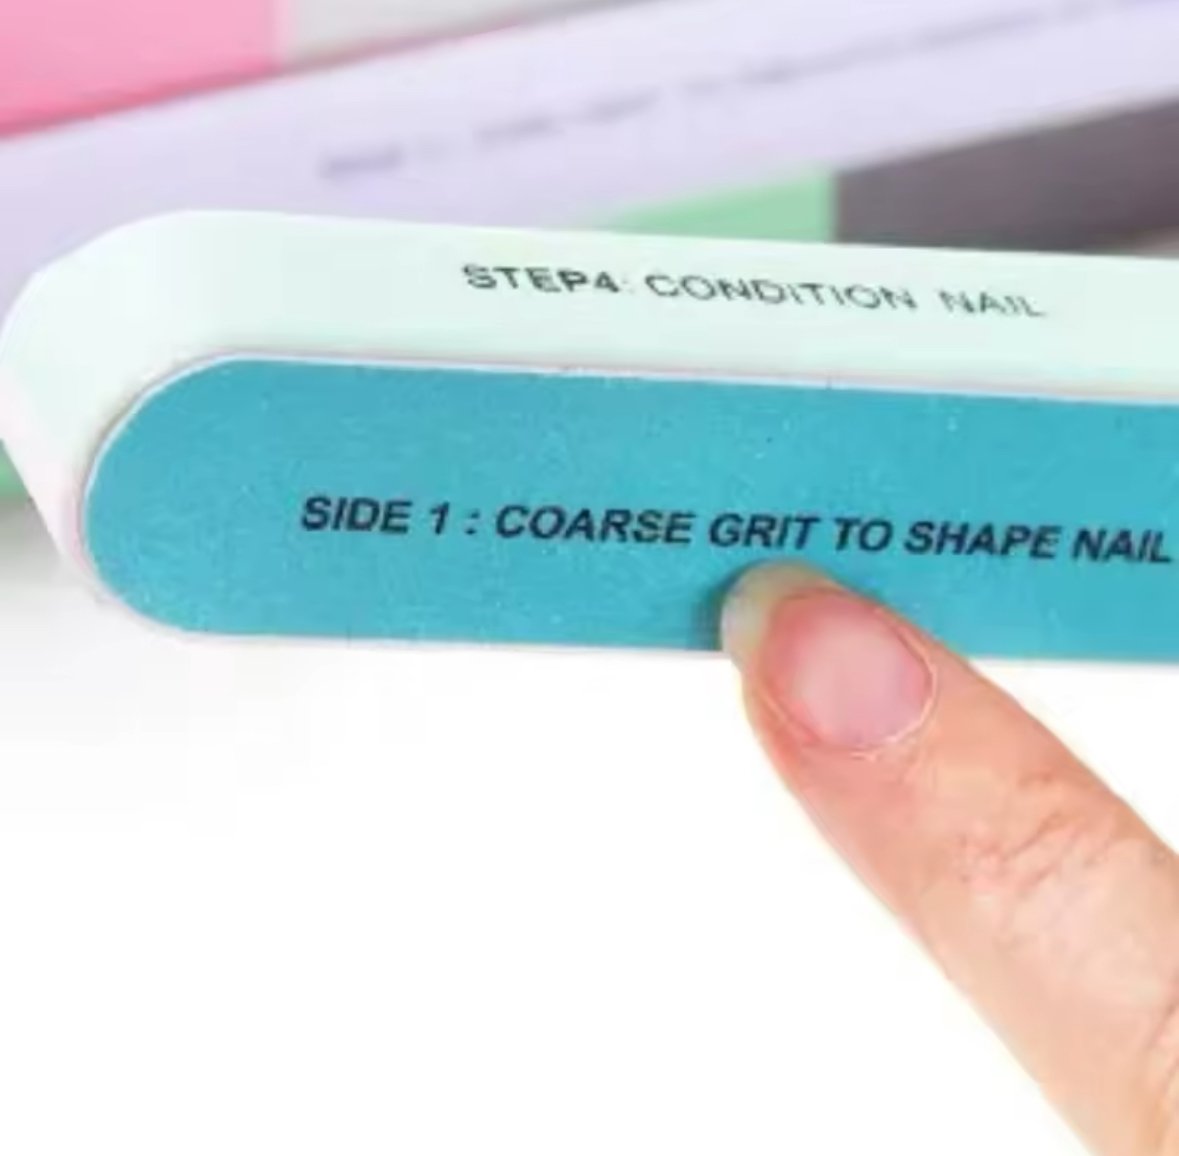 STEP4: CONDITION NAIL
SIDE 1 : COARSE GRIT TO SHAPE NAIL